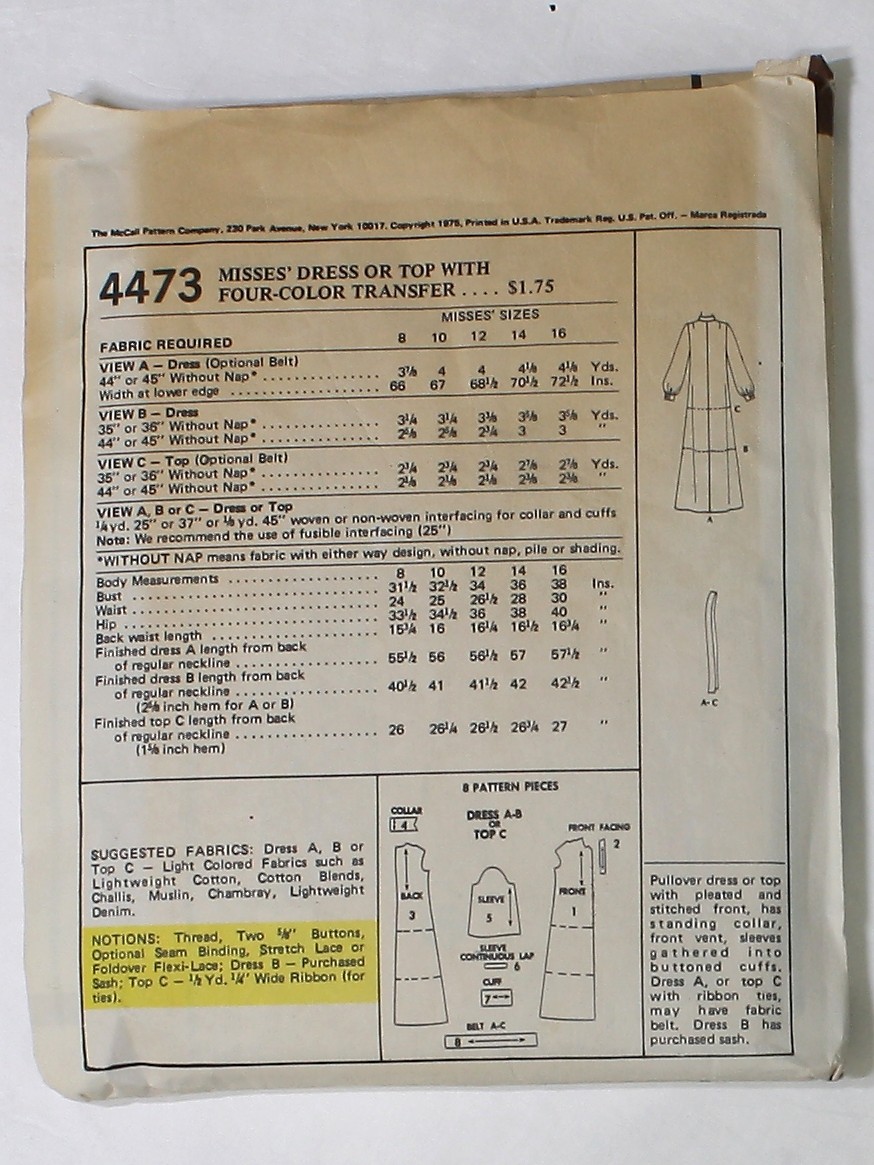 The McCall Pattern Company, 230 Park Avenue, New York 10017. Copyright 1975, Printed in U.S.A. Trademark Reg. U.S. Pat. Off. – Marca Registrada
4473 MISSES' DRESS OR TOP WITH
FOUR-COLOR TRANSFER .... $1.75
MISSES' SIZES
FABRIC REQUIRED 8 10 12 14 16
VIEW A – Dress (Optional Belt)
44" or 45" Without Nap* .............. 3⅞ 4 4 4⅛ 4⅛ Yds.
Width at lower edge .................. 66 67 68½ 70½ 72½ Ins.
VIEW B – Dress
35" or 36" Without Nap* .............. 3¼ 3¼ 3⅜ 3⅝ 3⅝ Yds.
44" or 45" Without Nap* .............. 2⅝ 2⅝ 2¾ 3 3 "
VIEW C – Top (Optional Belt)
35" or 36" Without Nap* .............. 2¾ 2¾ 2¾ 2⅞ 2⅞ Yds.
44" or 45" Without Nap* .............. 2⅛ 2⅛ 2⅛ 2⅜ 2⅜ "
VIEW A, B or C – Dress or Top
¼ yd. 25" or 37" or ⅛ yd. 45" woven or non-woven interfacing for collar and cuffs
Note: We recommend the use of fusible interfacing (25")
*WITHOUT NAP means fabric with either way design, without nap, pile or shading.
Body Measurements .................. 8 10 12 14 16
Bust .............................. 31½ 32½ 34 36 38 Ins.
Waist ............................. 24 25 26½ 28 30 "
Hip ............................... 33½ 34½ 36 38 40 "
Back waist length .................. 15¾ 16 16¼ 16½ 16¾ "
Finished dress A length from back
of regular neckline ................ 55½ 56 56½ 57 57½ "
Finished dress B length from back
of regular neckline ................ 40½ 41 41½ 42 42½ "
(2⅝ inch hem for A or B)
Finished top C length from back
of regular neckline ................ 26 26¼ 26½ 26¾ 27 "
(1⅝ inch hem)
C
B
A
A-C
SUGGESTED FABRICS: Dress A, B or
Top C – Light Colored Fabrics such as
Lightweight Cotton, Cotton Blends,
Challis, Muslin, Chambray, Lightweight
Denim.
NOTIONS: Thread, Two ⅝" Buttons,
Optional Seam Binding, Stretch Lace or
Foldover Flexi-Lace; Dress B – Purchased
Sash; Top C – ½ Yd. ¼" Wide Ribbon (for
ties).
8 PATTERN PIECES
COLLAR
4
DRESS A-B
OR
TOP C
FRONT FACING
2
BACK
3
SLEEVE
5
FRONT
1
SLEEVE
CONTINUOUS LAP
6
CUFF
7
BELT A-C
8
Pullover dress or top
with pleated and
stitched front, has
standing collar,
front vent, sleeves
gathered into
buttoned cuffs.
Dress A, or top C
with ribbon ties,
may have fabric
belt. Dress B has
purchased sash.